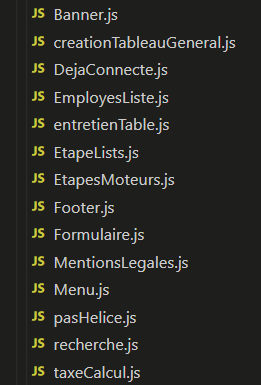 JS Banner.js
JS creationTableauGeneral.js
JS DejaConnecte.js
JS EmployesListe.js
JS entretienTable.js
JS EtapeLists.js
JS EtapesMoteurs.js
JS Footer.js
JS Formulaire.js
JS MentionsLegales.js
JS Menu.js
JS pasHelice.js
JS recherche.js
JS taxeCalcul.js